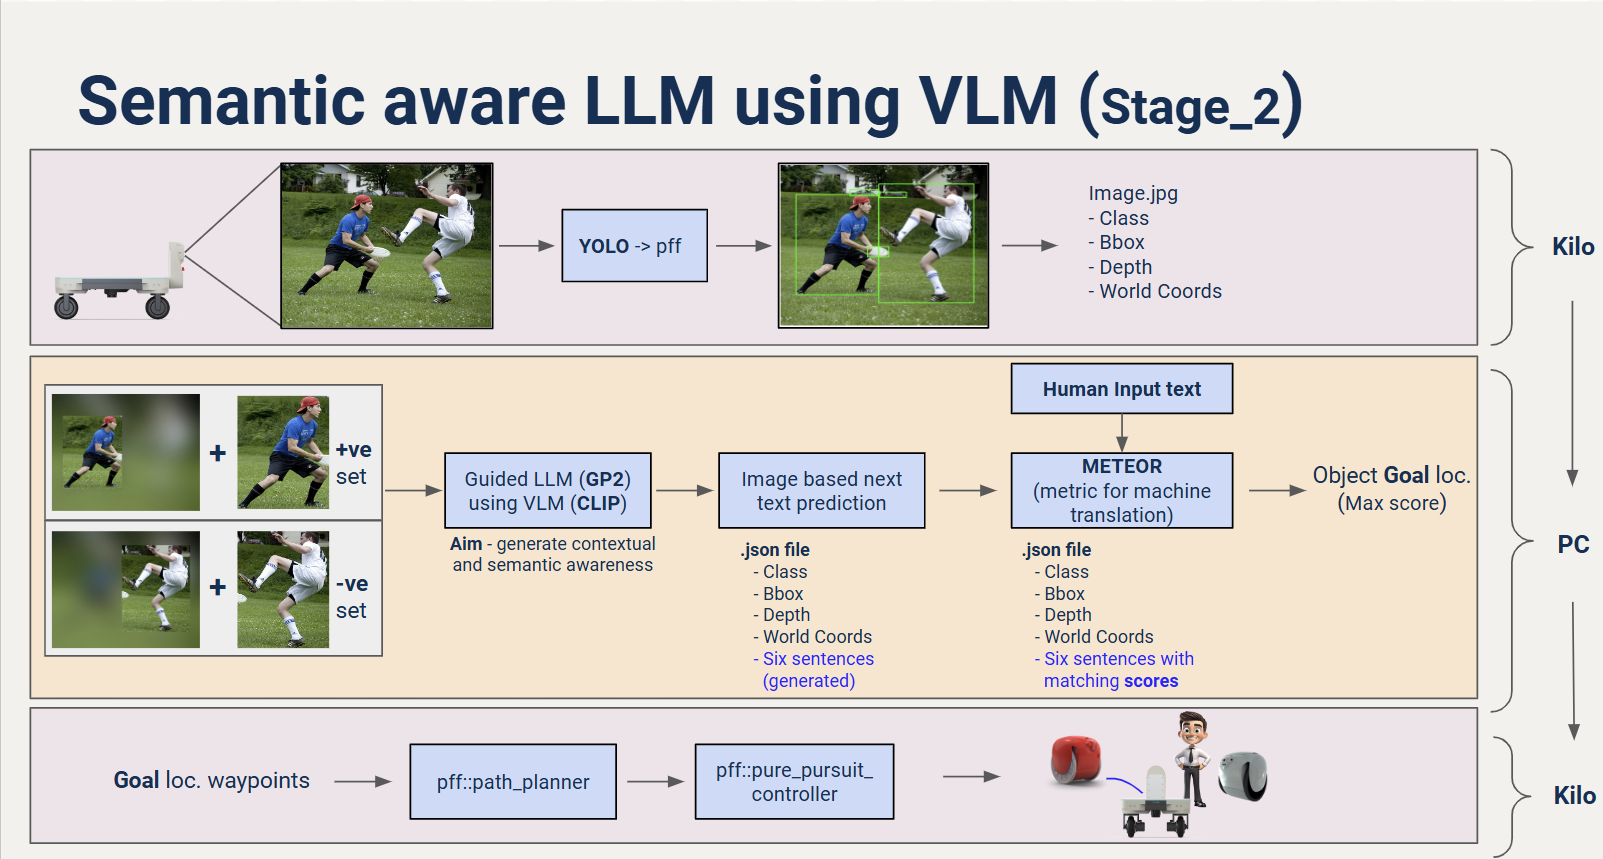 Semantic aware LLM using VLM (Stage_2)
YOLO -> pff
Image.jpg
- Class
- Bbox
- Depth
- World Coords
Kilo
+
+ve
set
+
-ve
set
Guided LLM (GP2)
using VLM (CLIP)
Aim - generate contextual
and semantic awareness
Image based next
text prediction
.json file
- Class
- Bbox
- Depth
- World Coords
- Six sentences
(generated)
Human Input text
METEOR
(metric for machine
translation)
.json file
- Class
- Bbox
- Depth
- World Coords
- Six sentences with
matching scores
Object Goal loc.
(Max score)
PC
Goal loc. waypoints
pff::path_planner
pff::pure_pursuit_
controller
Kilo